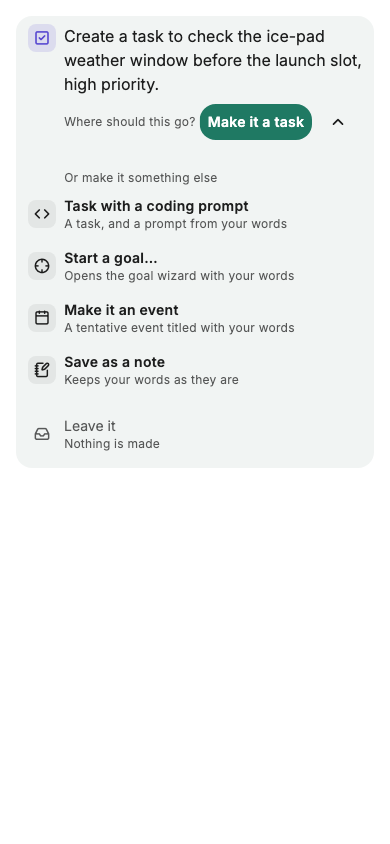 Create a task to check the ice-pad
weather window before the launch slot,
high priority.
Where should this go? Make it a task
Or make it something else
Task with a coding prompt
A task, and a prompt from your words
Start a goal...
Opens the goal wizard with your words
Make it an event
A tentative event titled with your words
Save as a note
Keeps your words as they are
Leave it
Nothing is made